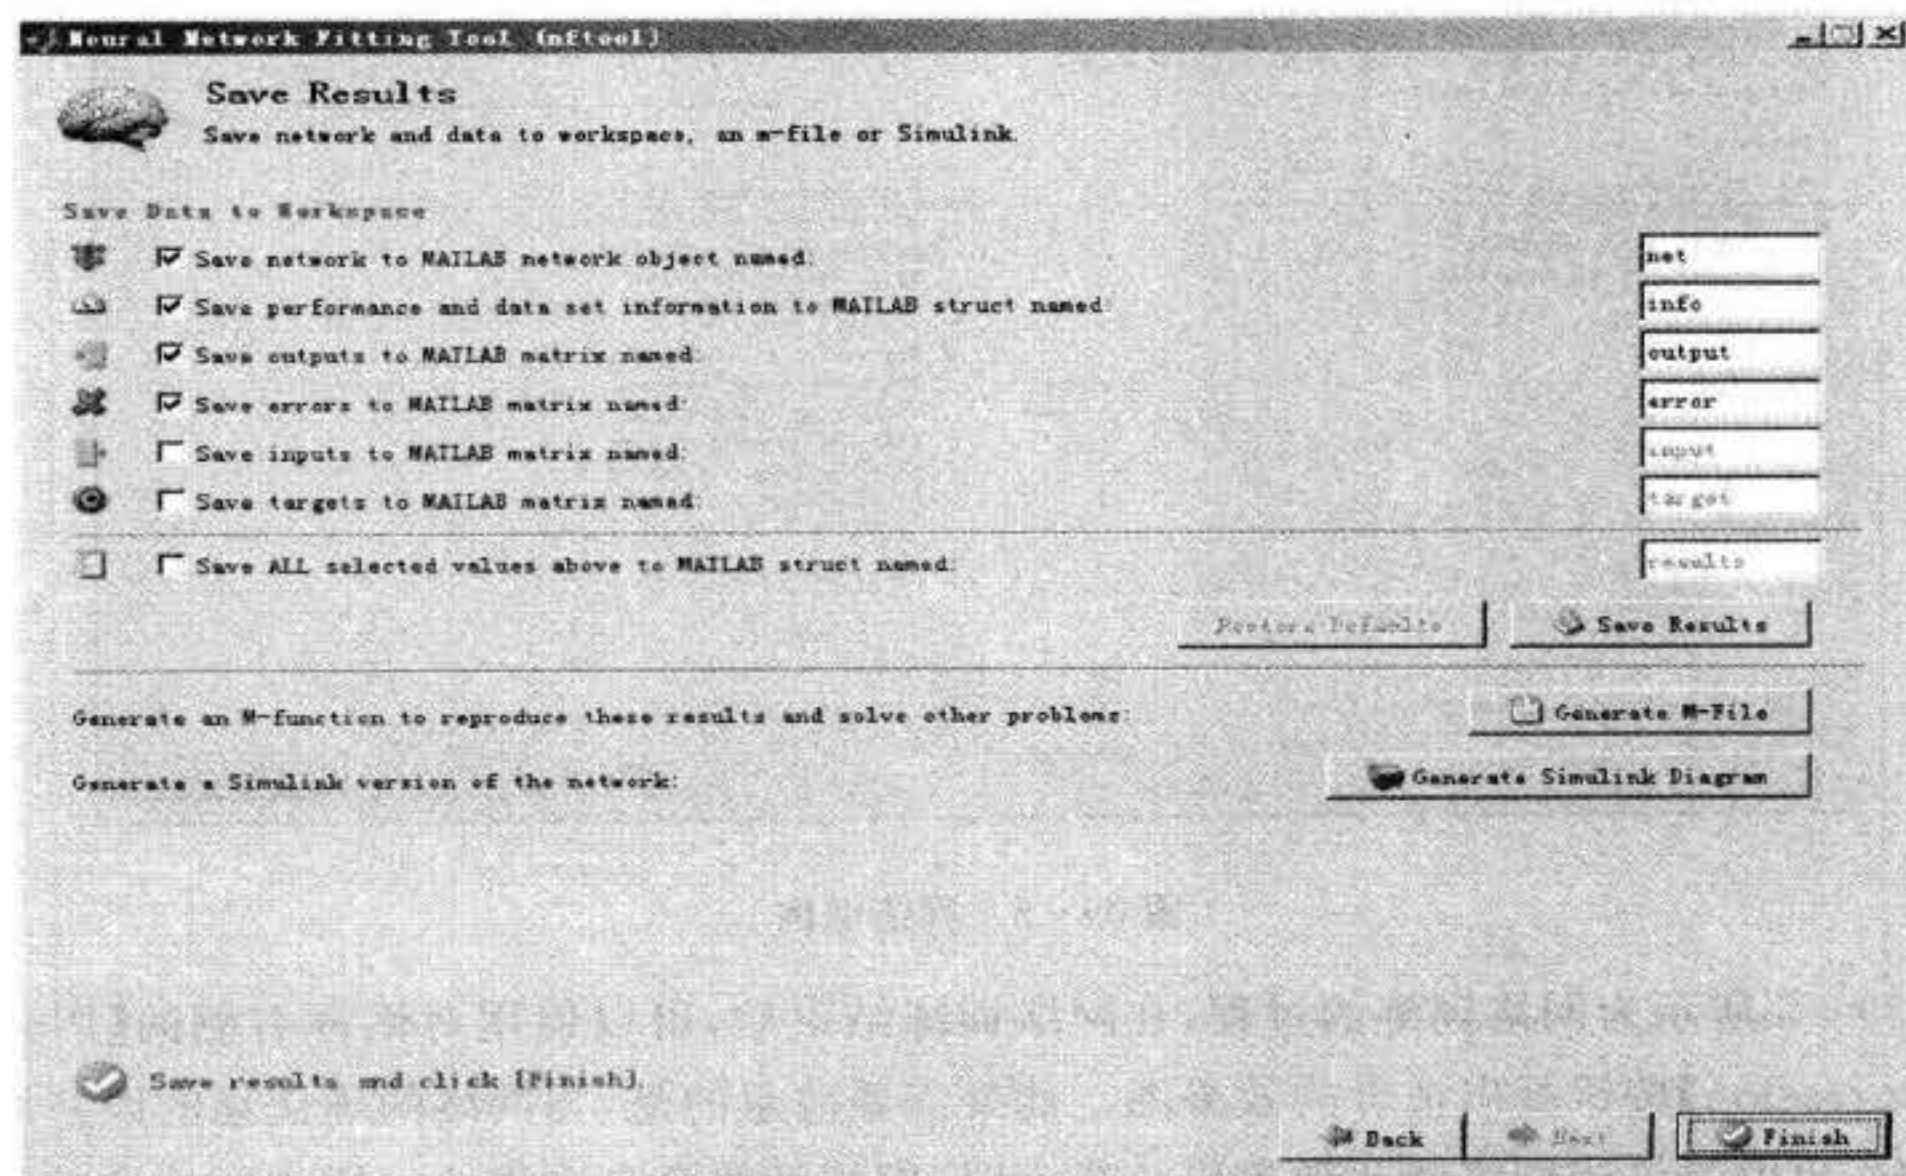 Neural Network Fitting Tool (nftool)
Save Results
Save network and data to workspace, an m-file or Simulink.
Save Data to Workspace
Save network to MATLAB network object named: net
Save performance and data set information to MATLAB struct named: info
Save outputs to MATLAB matrix named: output
Save errors to MATLAB matrix named: error
Save inputs to MATLAB matrix named: input
Save targets to MATLAB matrix named: target
Save ALL selected values above to MATLAB struct named: results
Restore Defaults Save Results
Generate an M-function to reproduce these results and solve other problems: Generate M-File
Generate a Simulink version of the network: Generate Simulink Diagram
Save results and click [Finish].
Back Next Finish